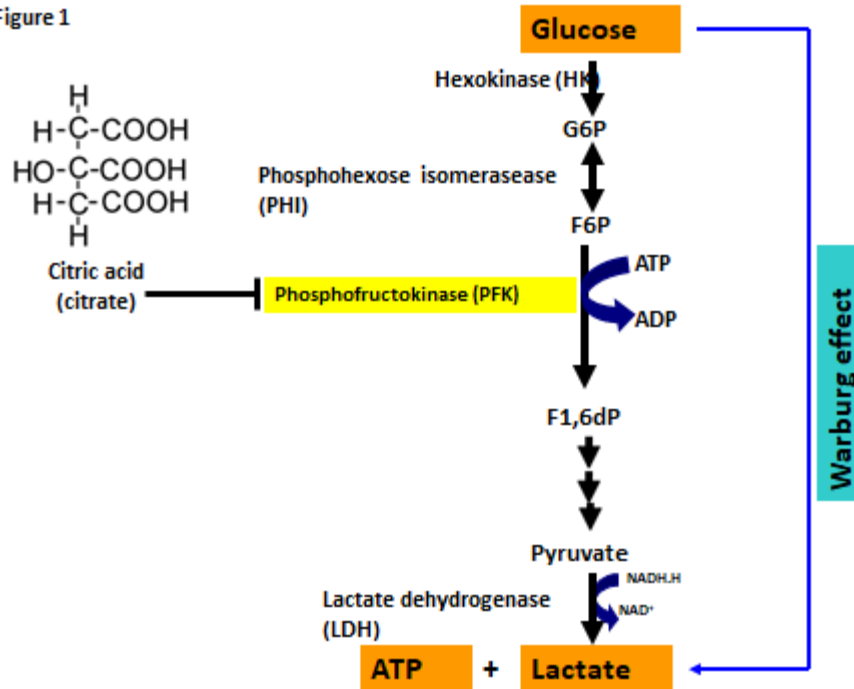 Figure 1
Glucose
Hexokinase (HK)
G6P
H
H-C-COOH
HO-C-COOH
H-C-COOH
H
Phosphohexose isomerasease
(PHI)
F6P
Citric acid
(citrate)
Phosphofructokinase (PFK)
ATP
ADP
Warburg effect
F1,6dP
Pyruvate
NADH.H
NAD⁺
Lactate dehydrogenase
(LDH)
ATP + Lactate